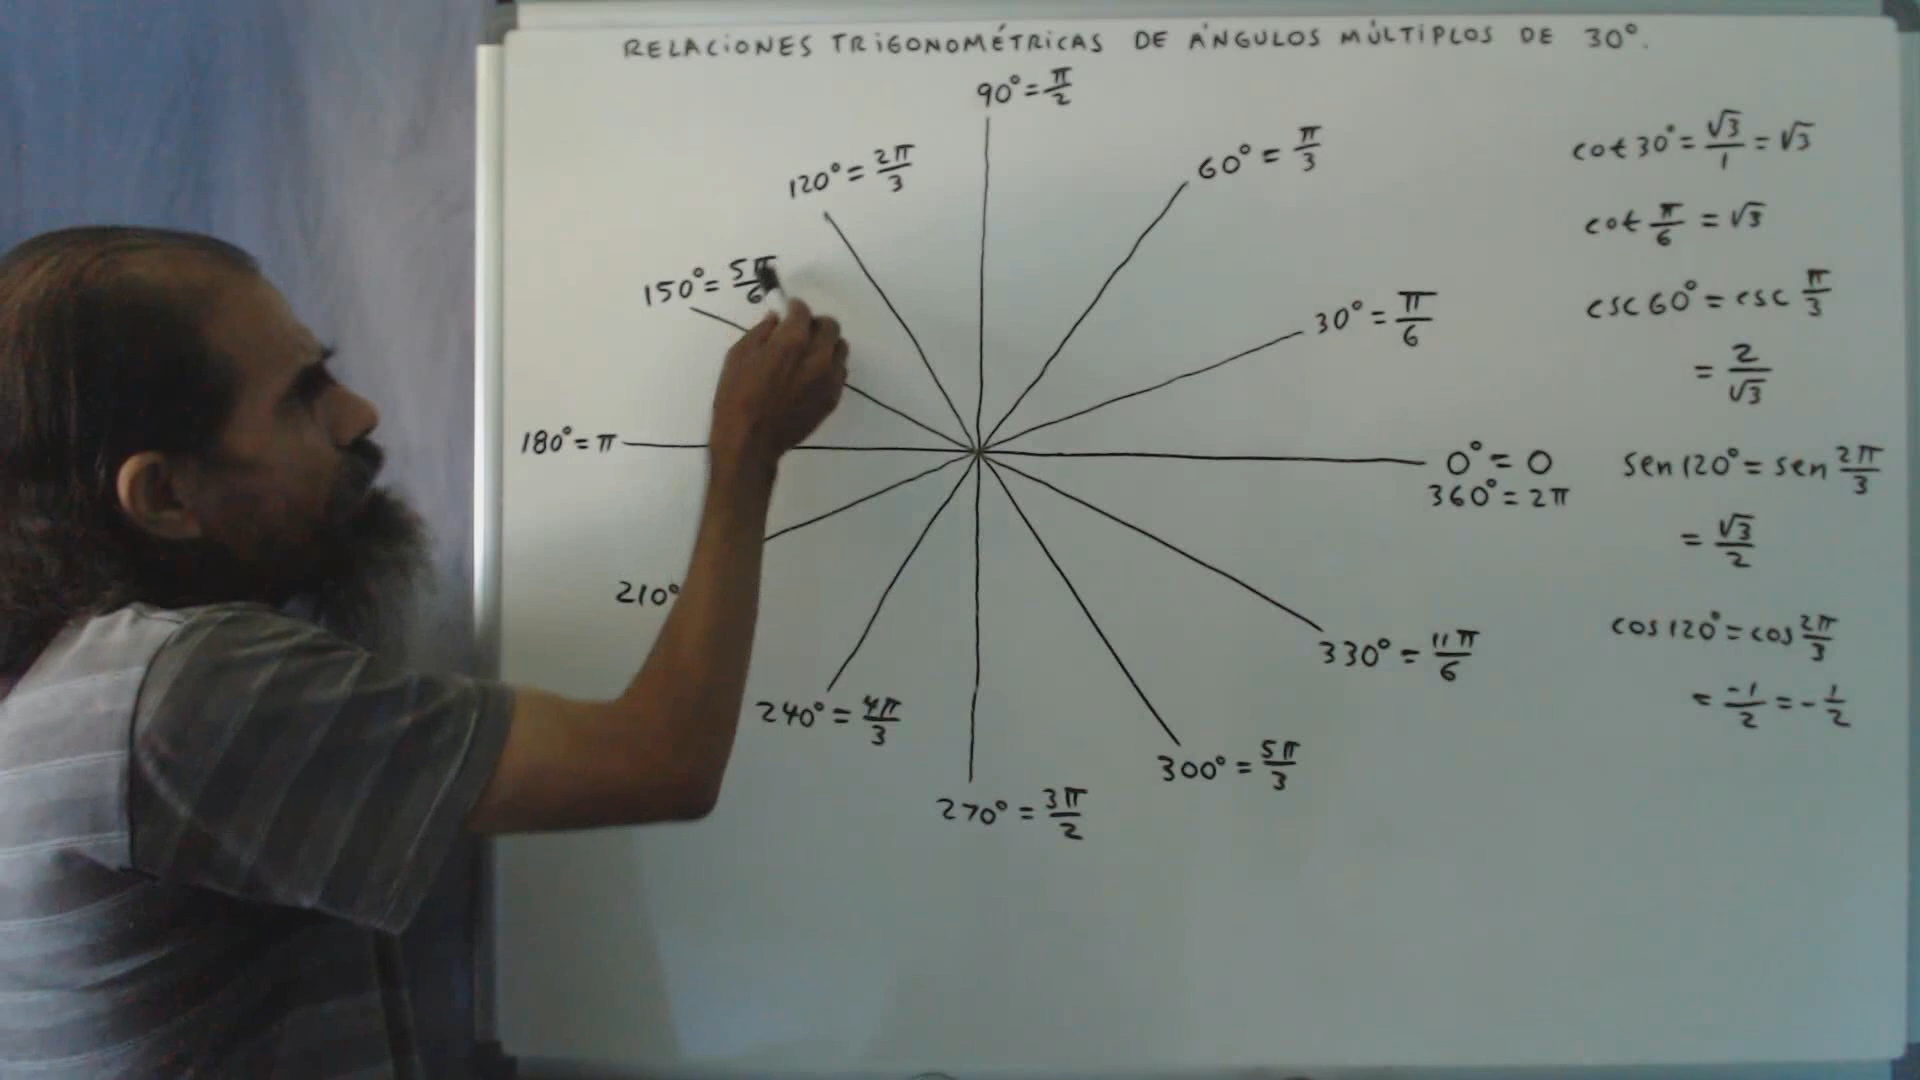 RELACIONES TRIGONOMÉTRICAS DE ÁNGULOS MÚLTIPLOS DE 30°.
90° = π/2
120° = 2π/3
60° = π/3
150° = 5π/6
30° = π/6
180° = π
0° = 0
360° = 2π
210°
330° = 11π/6
240° = 4π/3
300° = 5π/3
270° = 3π/2
cot 30° = √3/1 = √3
cot π/6 = √3
csc 60° = csc π/3
= 2/√3
sen 120° = sen 2π/3
= √3/2
cos 120° = cos 2π/3
= -1/2 = - 1/2